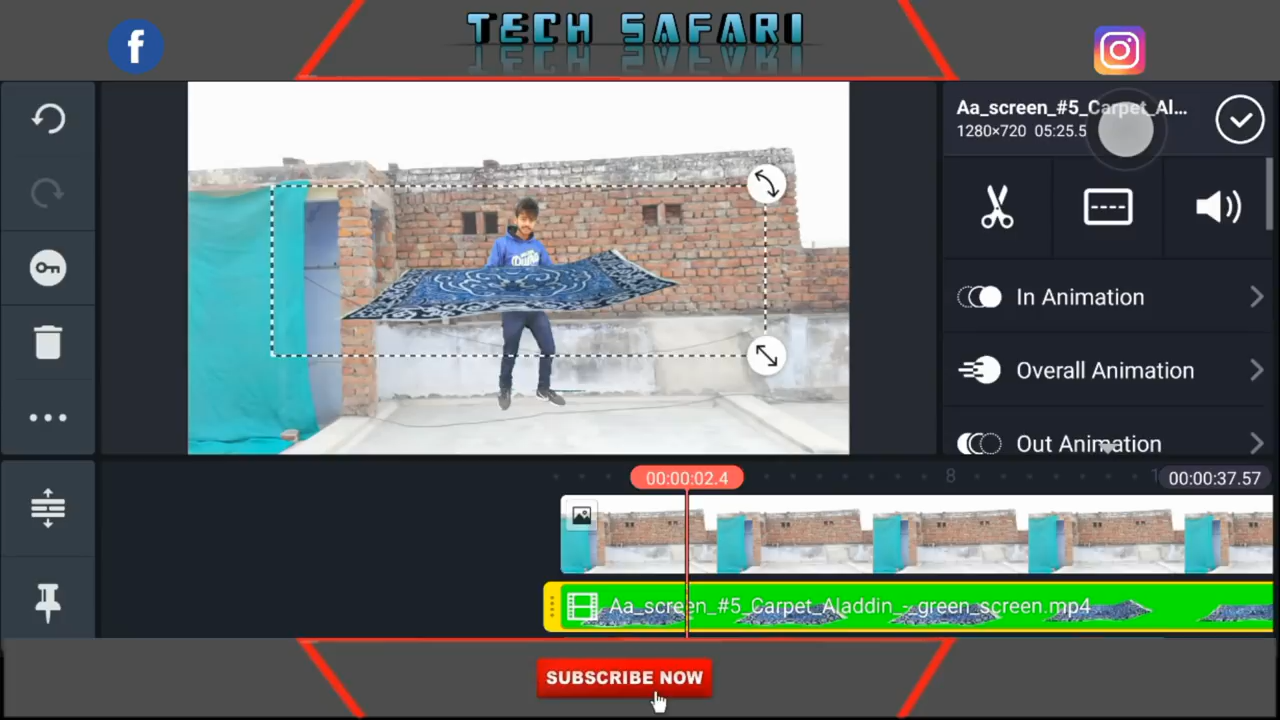 TECH SAFARI
Aa_screen_#5_Carpet_Al...
1280×720 05:25.5
In Animation
Overall Animation
Out Animation
00:00:02.4
8
00:00:37.57
Aa_screen_#5_Carpet_Aladdin_-_green_screen.mp4
SUBSCRIBE NOW